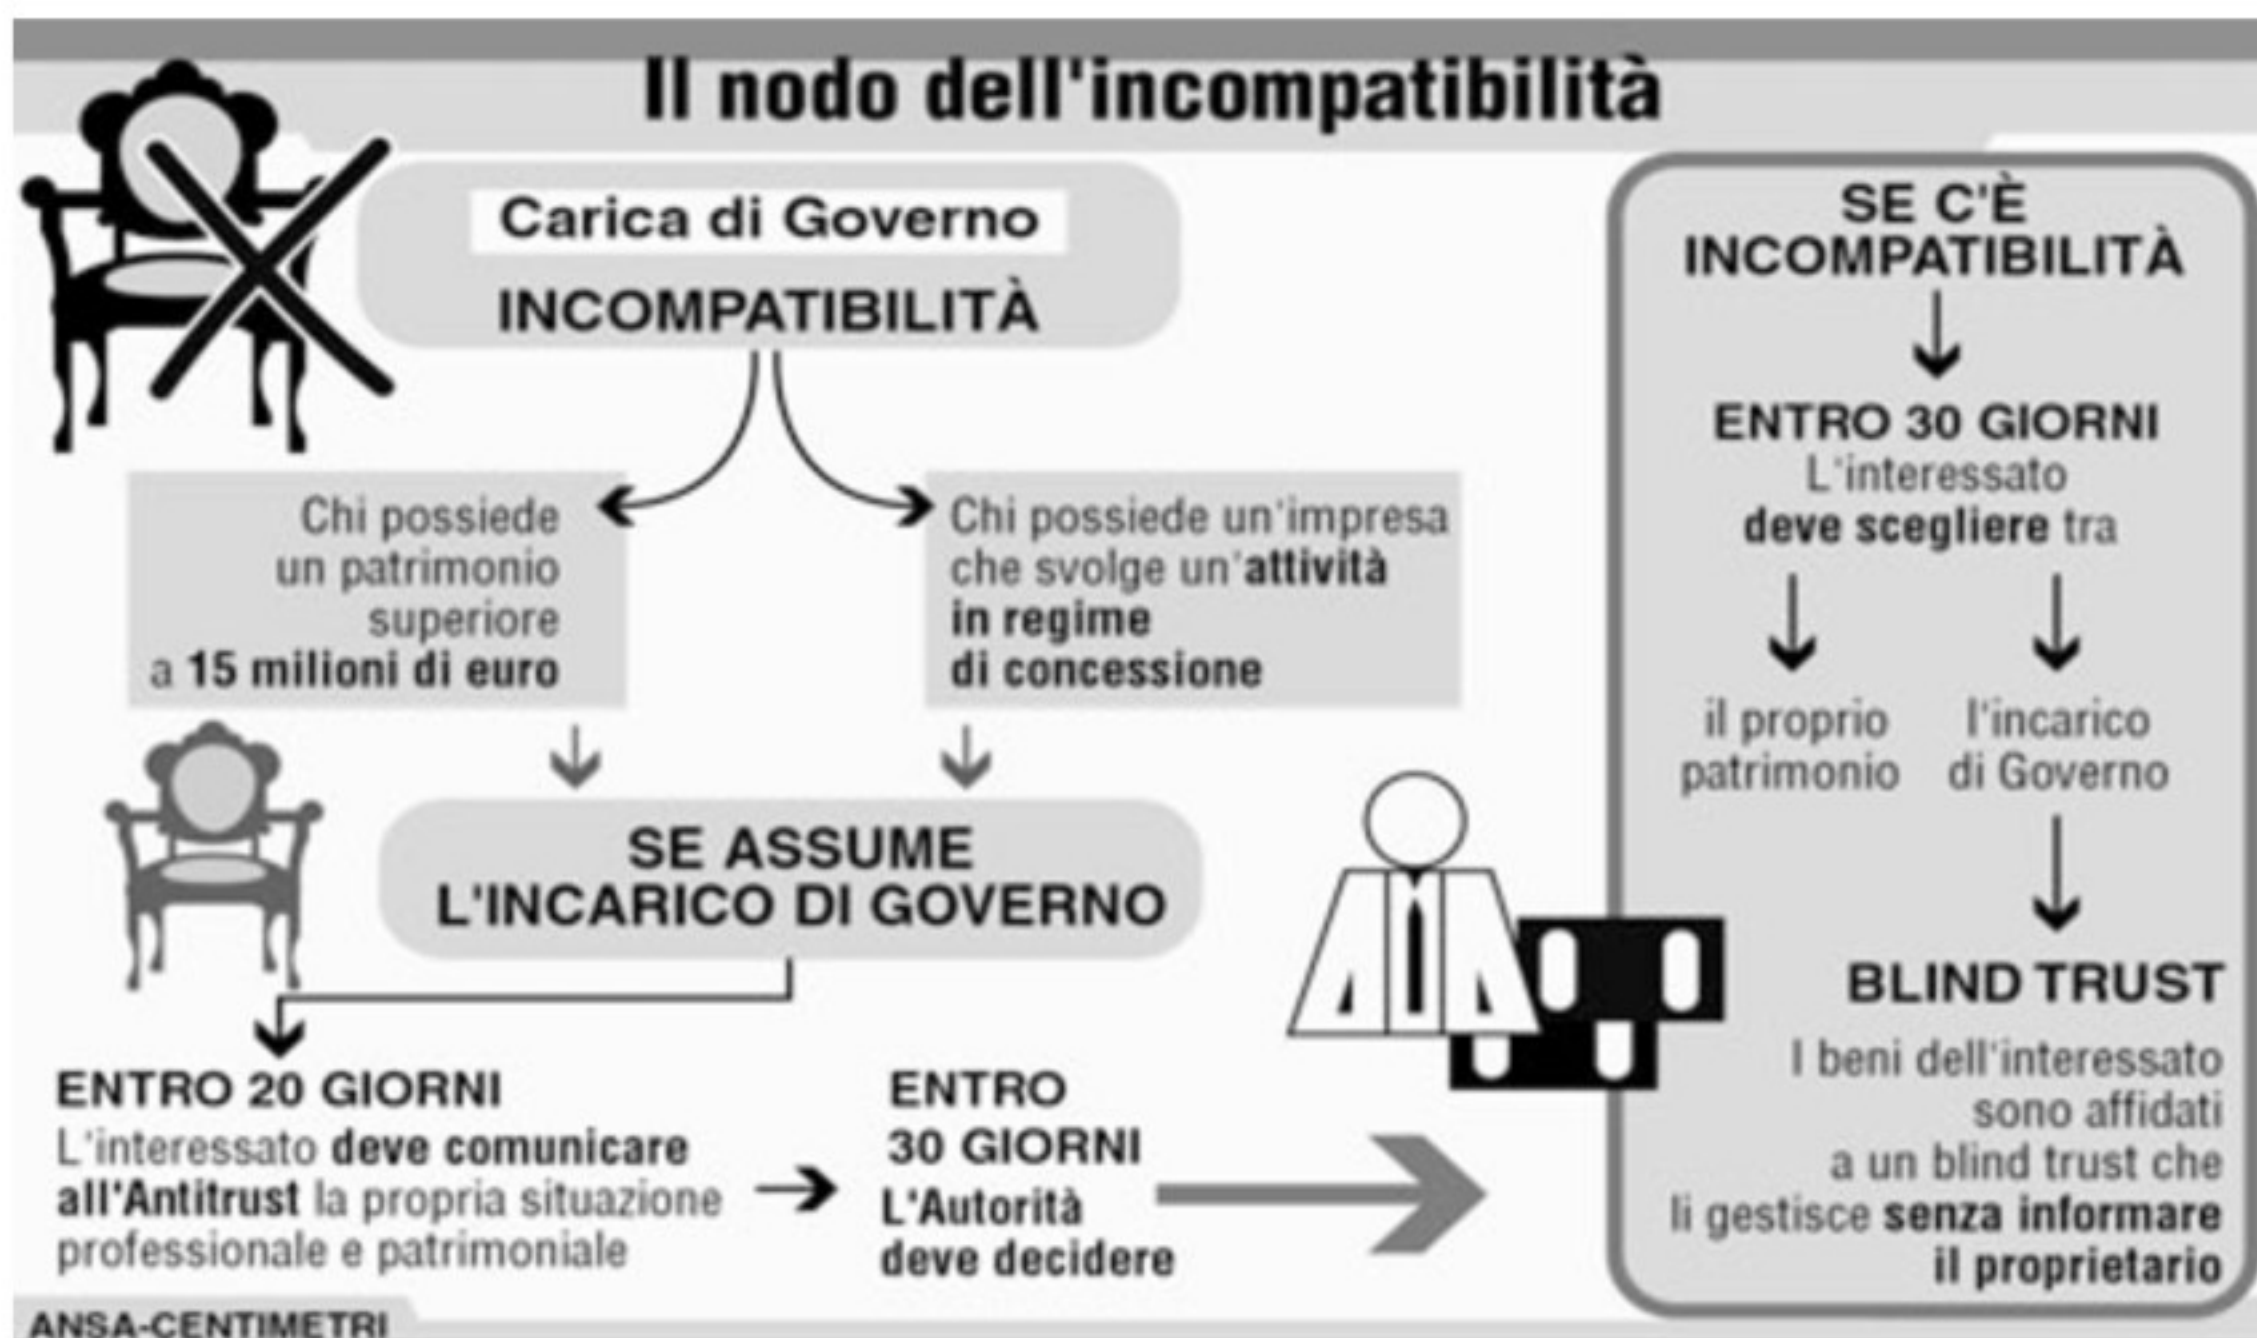 Il nodo dell'incompatibilità
Carica di Governo
INCOMPATIBILITÀ
Chi possiede
un patrimonio
superiore
a 15 milioni di euro
Chi possiede un'impresa
che svolge un'attività
in regime
di concessione
SE ASSUME
L'INCARICO DI GOVERNO
ENTRO 20 GIORNI
L'interessato deve comunicare
all'Antitrust la propria situazione
professionale e patrimoniale
ENTRO
30 GIORNI
L'Autorità
deve decidere
SE C'È
INCOMPATIBILITÀ
ENTRO 30 GIORNI
L'interessato
deve scegliere tra
il proprio
patrimonio
l'incarico
di Governo
BLIND TRUST
I beni dell'interessato
sono affidati
a un blind trust che
li gestisce senza informare
il proprietario
ANSA-CENTIMETRI